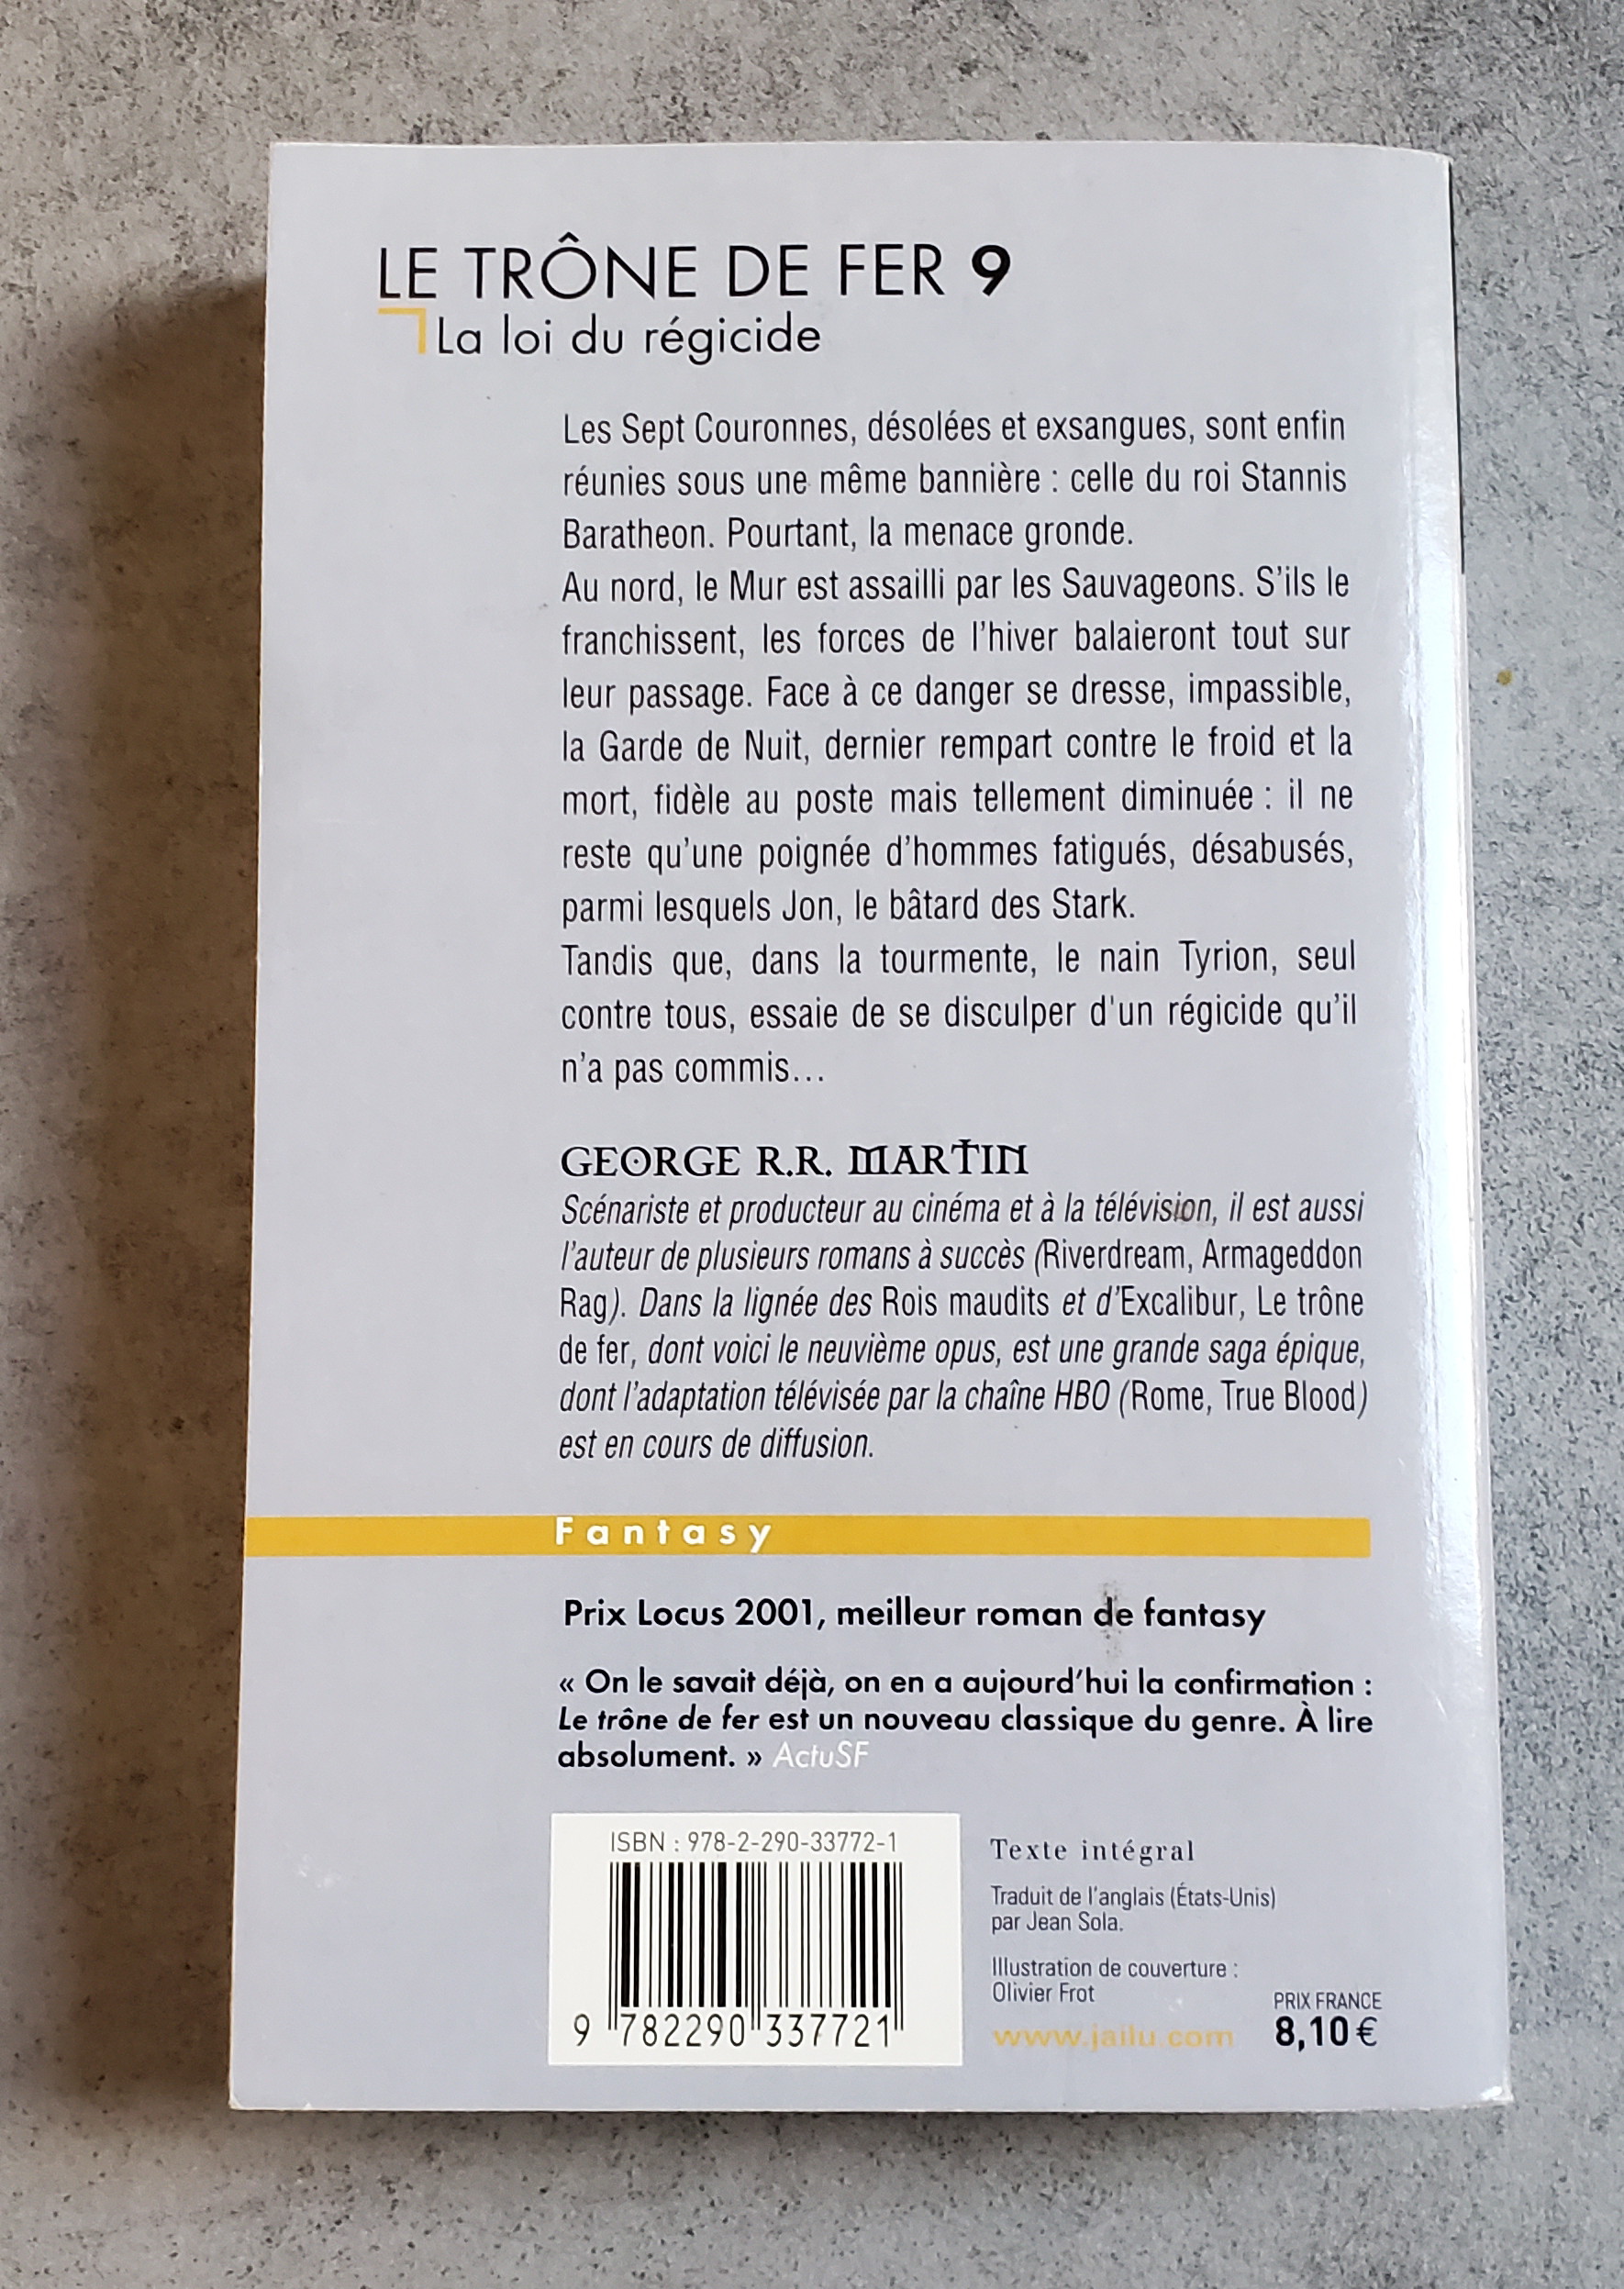 LE TRÔNE DE FER 9
La loi du régicide
Les Sept Couronnes, désolées et exsangues, sont enfin
réunies sous une même bannière : celle du roi Stannis
Baratheon. Pourtant, la menace gronde.
Au nord, le Mur est assailli par les Sauvageons. S'ils le
franchissent, les forces de l'hiver balaieront tout sur
leur passage. Face à ce danger se dresse, impassible,
la Garde de Nuit, dernier rempart contre le froid et la
mort, fidèle au poste mais tellement diminuée : il ne
reste qu'une poignée d'hommes fatigués, désabusés,
parmi lesquels Jon, le bâtard des Stark.
Tandis que, dans la tourmente, le nain Tyrion, seul
contre tous, essaie de se disculper d'un régicide qu'il
n'a pas commis...
GEORGE R.R. MARTIN
Scénariste et producteur au cinéma et à la télévision, il est aussi
l'auteur de plusieurs romans à succès (Riverdream, Armageddon
Rag). Dans la lignée des Rois maudits et d'Excalibur, Le trône
de fer, dont voici le neuvième opus, est une grande saga épique,
dont l'adaptation télévisée par la chaîne HBO (Rome, True Blood)
est en cours de diffusion.
Fantasy
Prix Locus 2001, meilleur roman de fantasy
« On le savait déjà, on en a aujourd'hui la confirmation :
Le trône de fer est un nouveau classique du genre. À lire
absolument. » ActuSF
ISBN : 978-2-290-33772-1
9 782290 337721
Texte intégral
Traduit de l'anglais (États-Unis)
par Jean Sola.
Illustration de couverture :
Olivier Frot
www.jailu.com
PRIX FRANCE
8,10 €